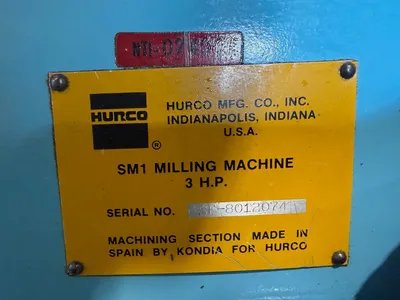 HURCO
®
HURCO MFG. CO., INC.
INDIANAPOLIS, INDIANA
U.S.A.
SM1 MILLING MACHINE
3 H.P.
SERIAL NO.
MACHINING SECTION MADE IN
SPAIN BY KONDIA FOR HURCO